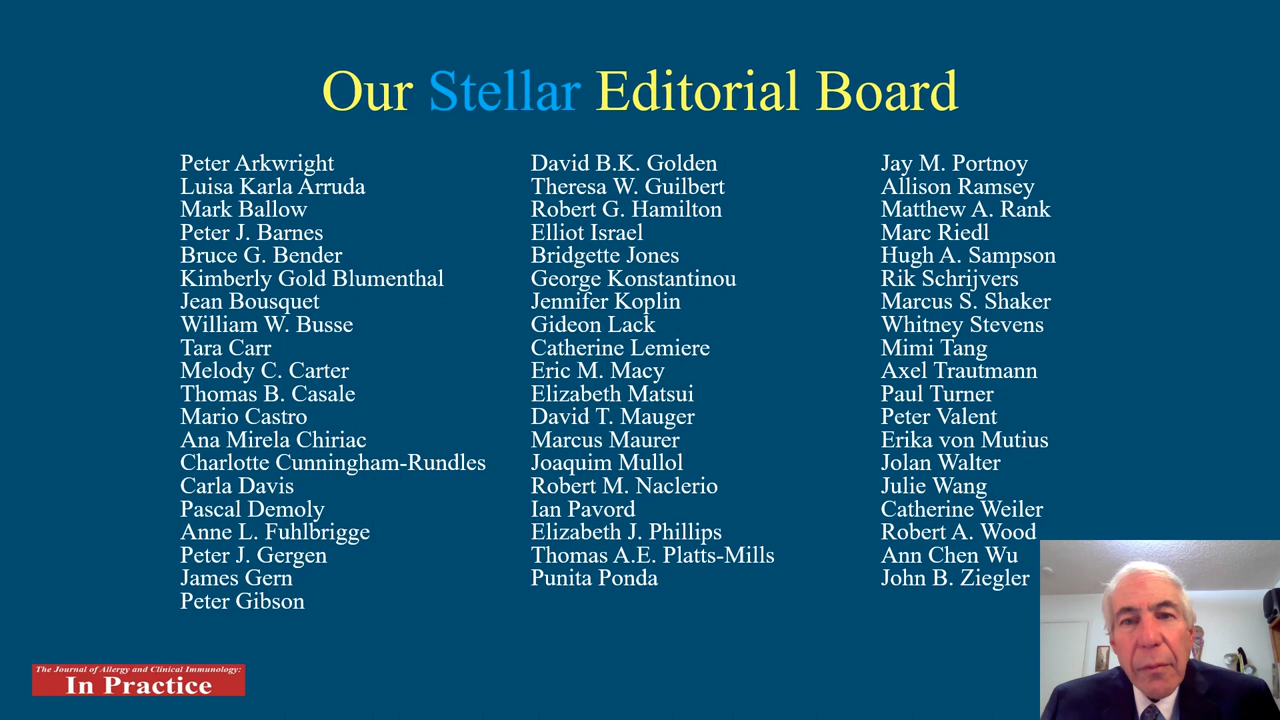 Our Stellar Editorial Board
Peter Arkwright
Luisa Karla Arruda
Mark Ballow
Peter J. Barnes
Bruce G. Bender
Kimberly Gold Blumenthal
Jean Bousquet
William W. Busse
Tara Carr
Melody C. Carter
Thomas B. Casale
Mario Castro
Ana Mirela Chiriac
Charlotte Cunningham-Rundles
Carla Davis
Pascal Demoly
Anne L. Fuhlbrigge
Peter J. Gergen
James Gern
Peter Gibson
David B.K. Golden
Theresa W. Guilbert
Robert G. Hamilton
Elliot Israel
Bridgette Jones
George Konstantinou
Jennifer Koplin
Gideon Lack
Catherine Lemiere
Eric M. Macy
Elizabeth Matsui
David T. Mauger
Marcus Maurer
Joaquim Mullol
Robert M. Naclerio
Ian Pavord
Elizabeth J. Phillips
Thomas A.E. Platts-Mills
Punita Ponda
Jay M. Portnoy
Allison Ramsey
Matthew A. Rank
Marc Riedl
Hugh A. Sampson
Rik Schrijvers
Marcus S. Shaker
Whitney Stevens
Mimi Tang
Axel Trautmann
Paul Turner
Peter Valent
Erika von Mutius
Jolan Walter
Julie Wang
Catherine Weiler
Robert A. Wood
Ann Chen Wu
John B. Ziegler
The Journal of Allergy and Clinical Immunology:
In Practice